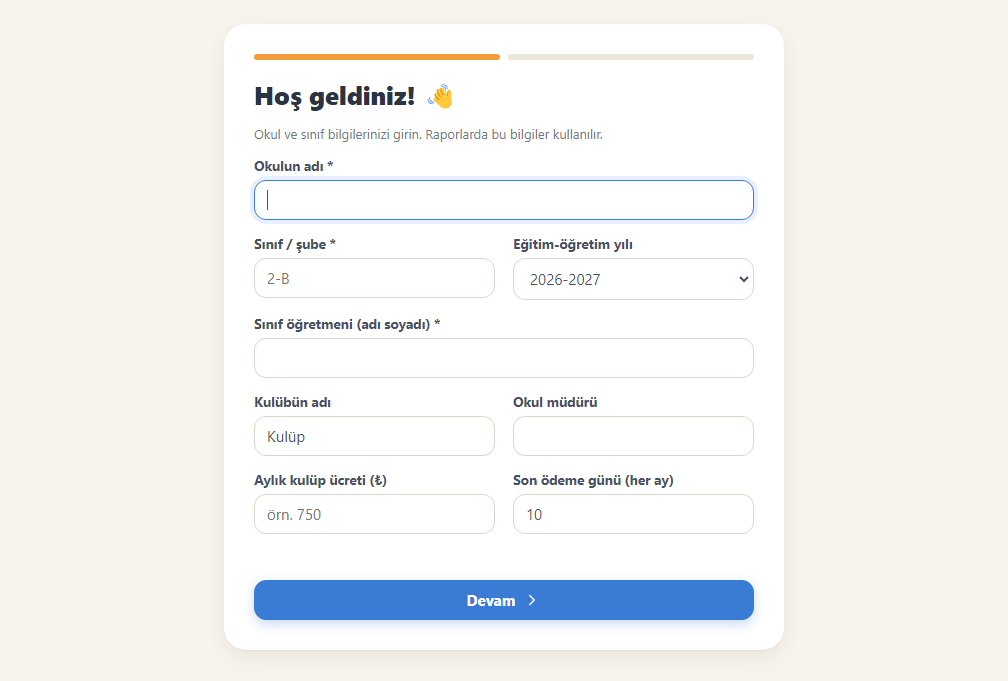 Hoş geldiniz! 👋
Okul ve sınıf bilgilerinizi girin. Raporlarda bu bilgiler kullanılır.
Okulun adı *
Sınıf / şube *
Eğitim-öğretim yılı
2-B
2026-2027
Sınıf öğretmeni (adı soyadı) *
Kulübün adı
Okul müdürü
Kulüp
Aylık kulüp ücreti (₺)
Son ödeme günü (her ay)
örn. 750
10
Devam